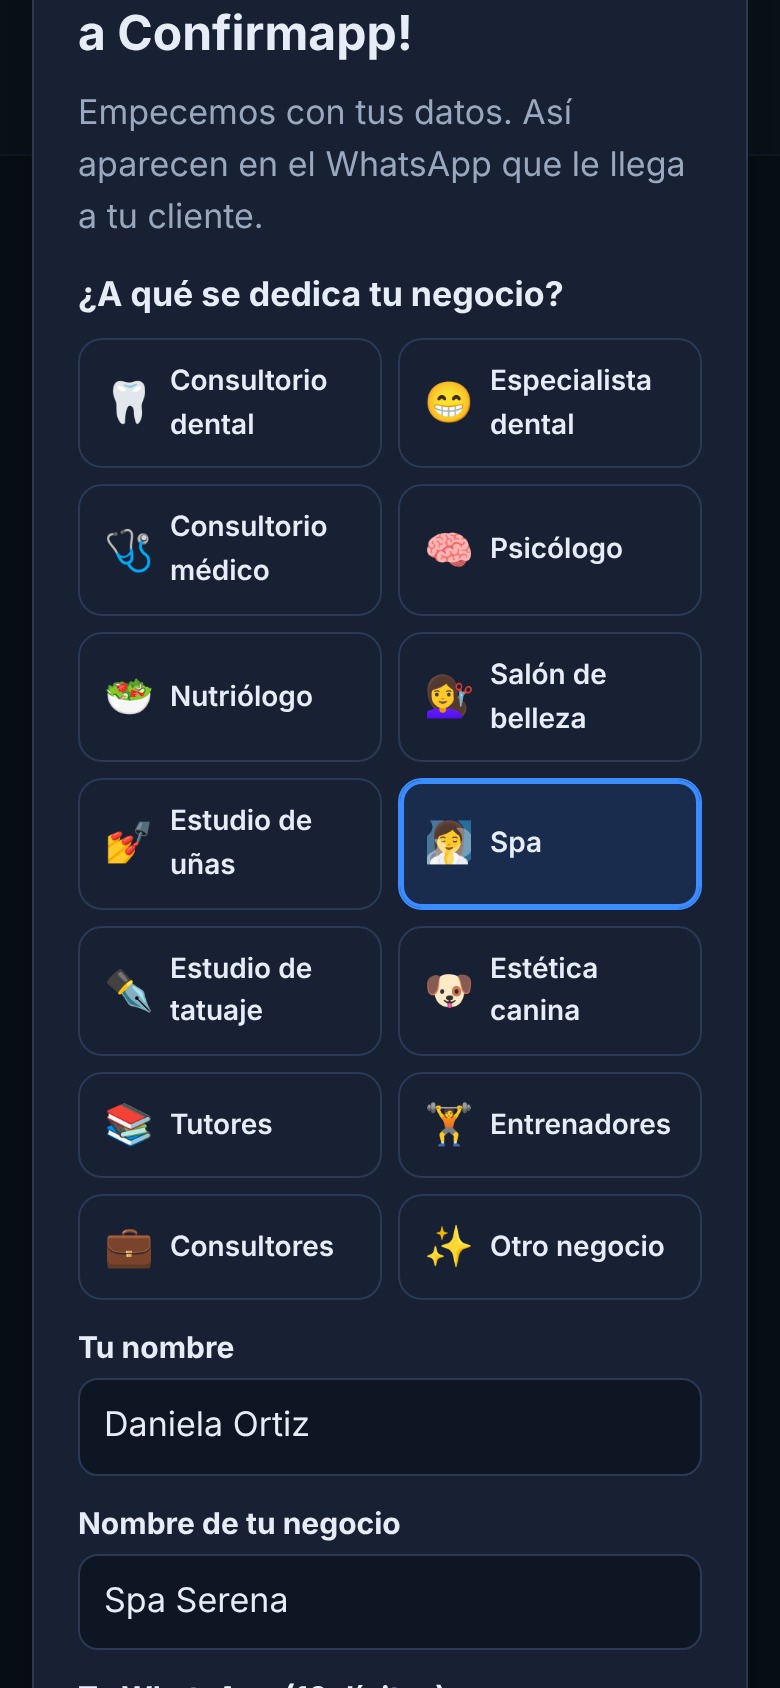 a Confirmapp!
Empecemos con tus datos. Así
aparecen en el WhatsApp que le llega
a tu cliente.
¿A qué se dedica tu negocio?
Consultorio
dental
Especialista
dental
Consultorio
médico
Psicólogo
Nutriólogo
Salón de
belleza
Estudio de
uñas
Spa
Estudio de
tatuaje
Estética
canina
Tutores
Entrenadores
Consultores
Otro negocio
Tu nombre
Daniela Ortiz
Nombre de tu negocio
Spa Serena